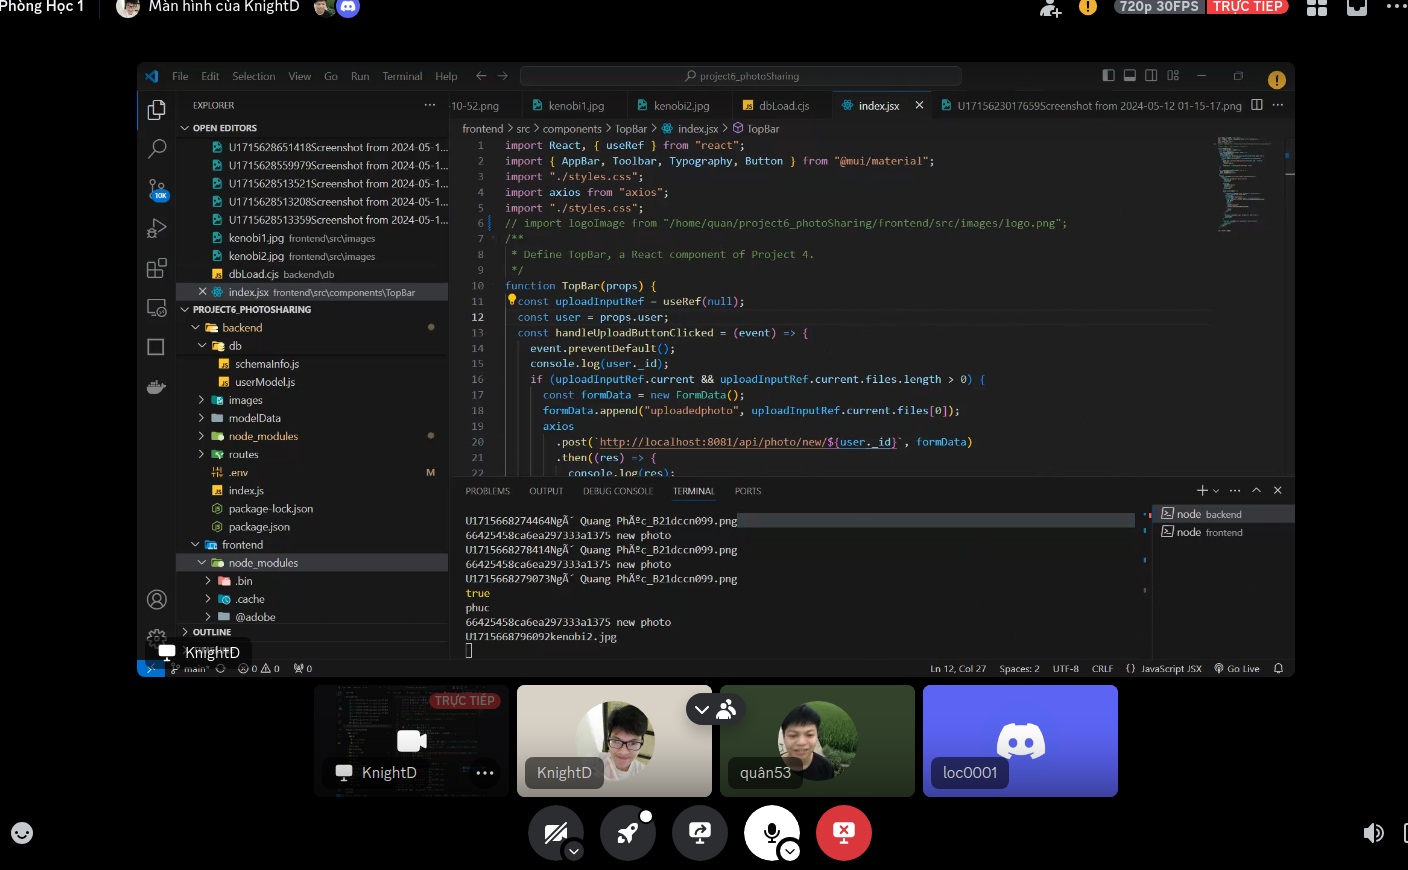 Phòng Học 1
Màn hình của KnightD
720p 30FPS
TRỰC TIẾP
File Edit Selection View Go Run Terminal Help
project6_photoSharing
EXPLORER
-10-52.png
kenobi1.jpg
kenobi2.jpg
dbLoad.cjs
index.jsx
U1715623017659Screenshot from 2024-05-12 01-15-17.png
OPEN EDITORS
U1715628651418Screenshot from 2024-05-1...
U1715628559979Screenshot from 2024-05-1...
U1715628513521Screenshot from 2024-05-1...
U1715628513208Screenshot from 2024-05-1...
U1715628513359Screenshot from 2024-05-1...
kenobi1.jpg frontend\src\images
kenobi2.jpg frontend\src\images
dbLoad.cjs backend\db
index.jsx frontend\src\components\TopBar
10K
PROJECT6_PHOTOSHARING
backend
db
schemaInfo.js
userModel.js
images
modelData
node_modules
routes
.env M
index.js
package-lock.json
package.json
frontend
node_modules
.bin
.cache
@adobe
OUTLINE
frontend > src > components > TopBar > index.jsx > TopBar
1 import React, { useRef } from "react";
2 import { AppBar, Toolbar, Typography, Button } from "@mui/material";
3 import "./styles.css";
4 import axios from "axios";
5 import "./styles.css";
6 // import logoImage from "/home/quan/project6_photoSharing/frontend/src/images/logo.png";
7 /**
8 * Define TopBar, a React component of Project 4.
9 */
10 function TopBar(props) {
11 const uploadInputRef = useRef(null);
12 const user = props.user;
13 const handleUploadButtonClicked = (event) => {
14 event.preventDefault();
15 console.log(user._id);
16 if (uploadInputRef.current && uploadInputRef.current.files.length > 0) {
17 const formData = new FormData();
18 formData.append("uploadedphoto", uploadInputRef.current.files[0]);
19 axios
20 .post(`http://localhost:8081/api/photo/new/${user._id}`, formData)
21 .then((res) => {
22 console.log(res);
PROBLEMS OUTPUT DEBUG CONSOLE TERMINAL PORTS
U1715668274464NgÃ´ Quang PhÃºc_B21dccn099.png
66425458ca6ea297333a1375 new photo
U1715668278414NgÃ´ Quang PhÃºc_B21dccn099.png
66425458ca6ea297333a1375 new photo
U1715668279073NgÃ´ Quang PhÃºc_B21dccn099.png
true
phuc
66425458ca6ea297333a1375 new photo
U1715668796092kenobi2.jpg
node backend
node frontend
KnightD
main*
0 0 0
Ln 12, Col 27 Spaces: 2 UTF-8 CRLF {} JavaScript JSX Go Live
TRỰC TIẾP
KnightD
KnightD
quân53
loc0001